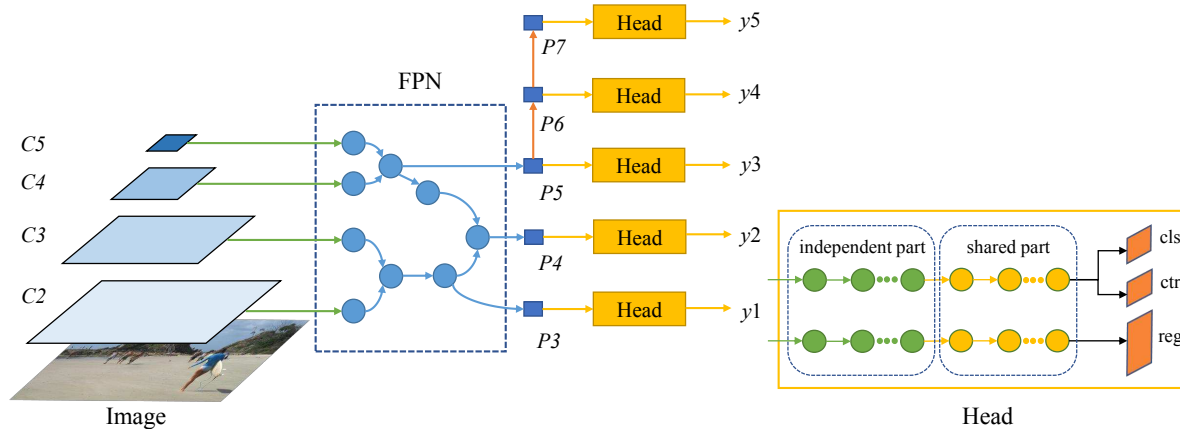 FPN
C5
C4
C3
C2
Image
P7
P6
P5
P4
P3
Head
y5
Head
y4
Head
y3
Head
y2
Head
y1
independent part
shared part
cls
ctr
reg
Head